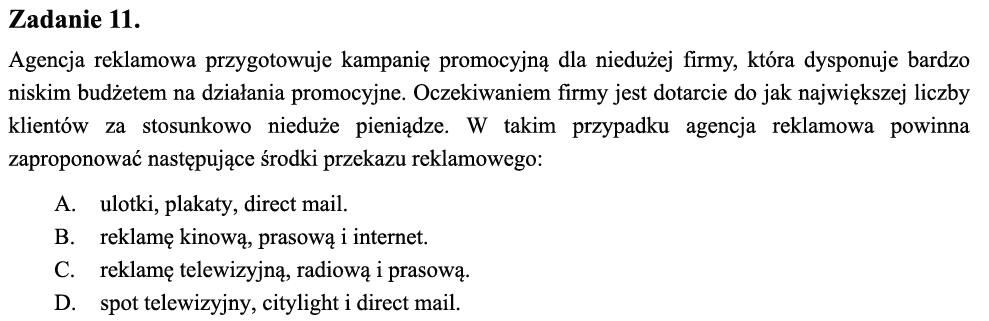 Zadanie 11.
Agencja reklamowa przygotowuje kampanię promocyjną dla niedużej firmy, która dysponuje bardzo
niskim budżetem na działania promocyjne. Oczekiwaniem firmy jest dotarcie do jak największej liczby
klientów za stosunkowo nieduże pieniądze. W takim przypadku agencja reklamowa powinna
zaproponować następujące środki przekazu reklamowego:
A. ulotki, plakaty, direct mail.
B. reklamę kinową, prasową i internet.
C. reklamę telewizyjną, radiową i prasową.
D. spot telewizyjny, citylight i direct mail.